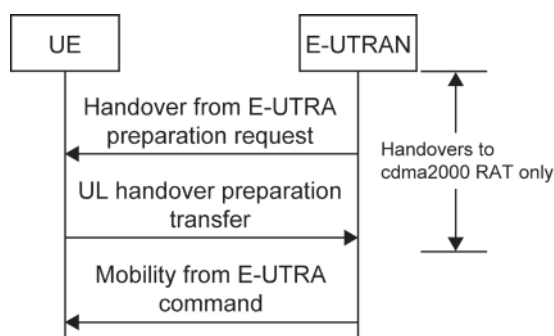 UE
E-UTRAN
Handover from E-UTRA
preparation request
Handovers to
cdma2000 RAT only
UL handover preparation
transfer
Mobility from E-UTRA
command